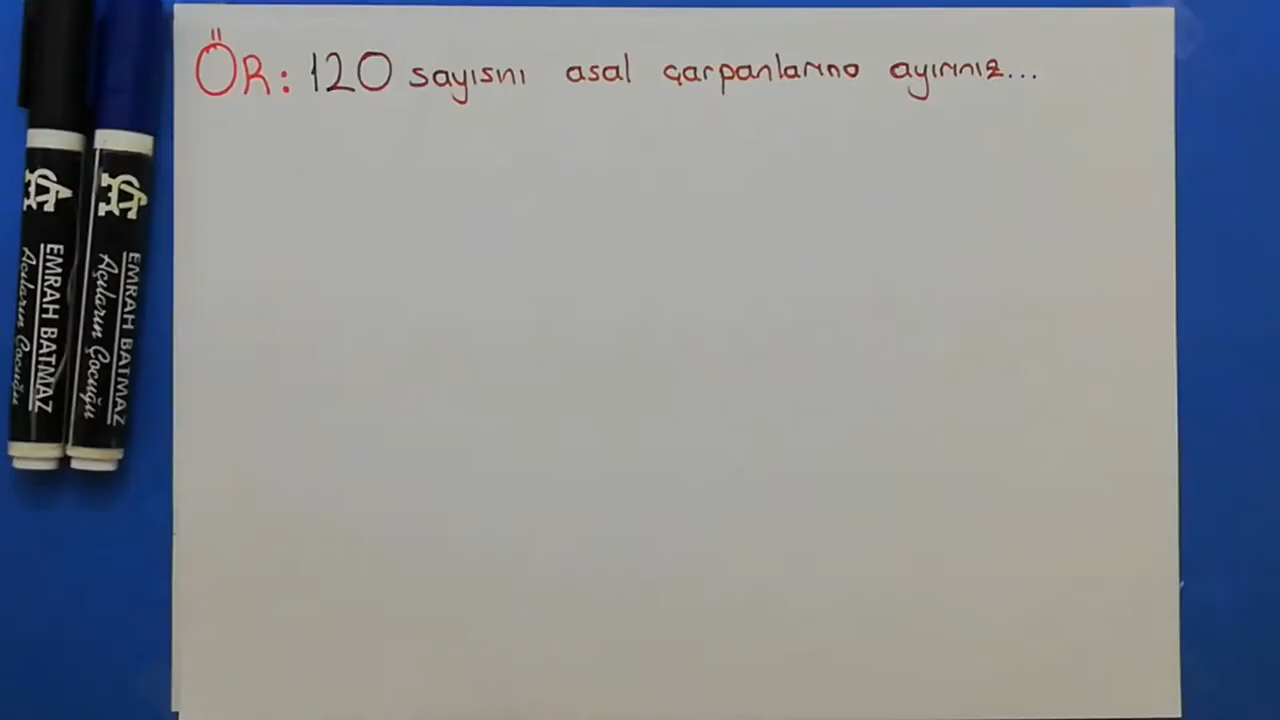 ÖR: 120 sayısnı asal çarpanlarına ayırınız...
EMRAH BATMAZ
Açıların Çocuğu
EMRAH BATMAZ
Açıların Çocuğu